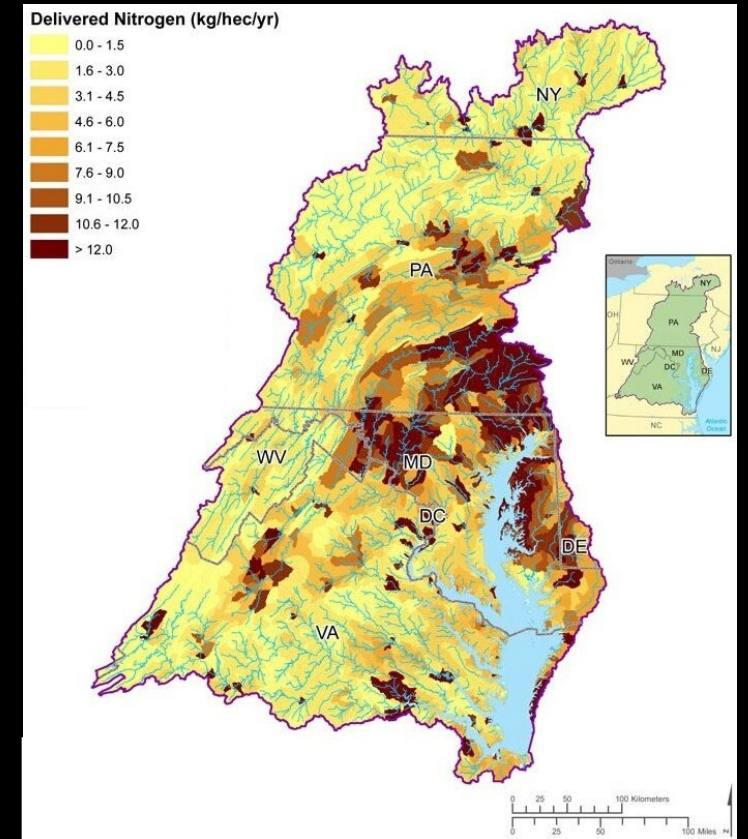 Delivered Nitrogen (kg/hec/yr)
0.0 - 1.5
1.6 - 3.0
3.1 - 4.5
4.6 - 6.0
6.1 - 7.5
7.6 - 9.0
9.1 - 10.5
10.6 - 12.0
> 12.0
NY
PA
WV
MD
DC
DE
VA
Ontario
NY
PA
OH
NJ
MD
WV
DC
DE
VA
NC
Atlantic
Ocean
0 25 50 100 Kilometers
0 25 50 100 Miles
N